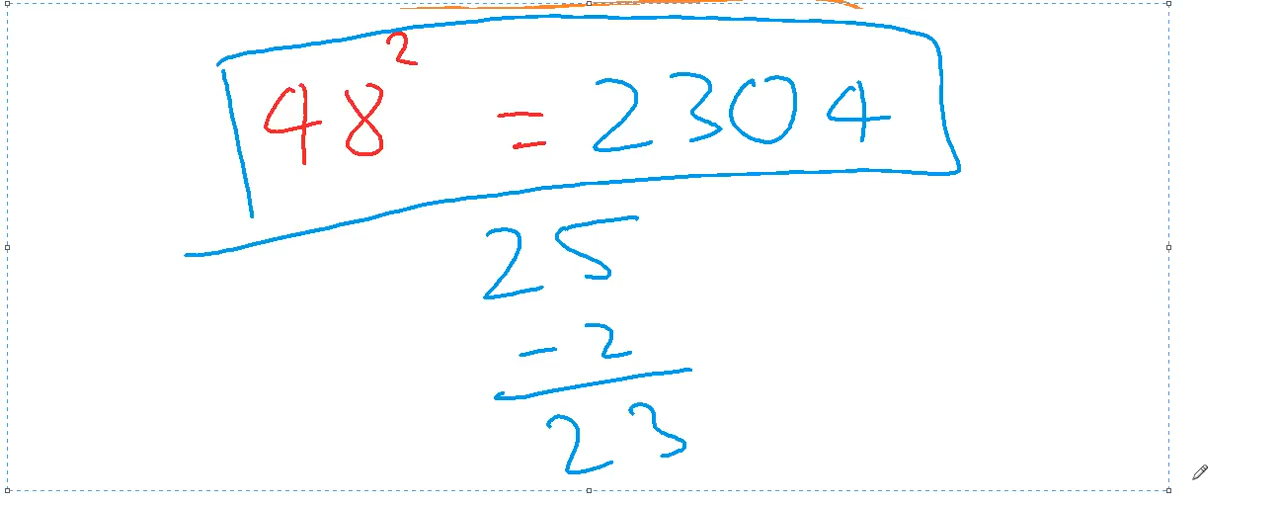 48² = 2304
25
- 2
23